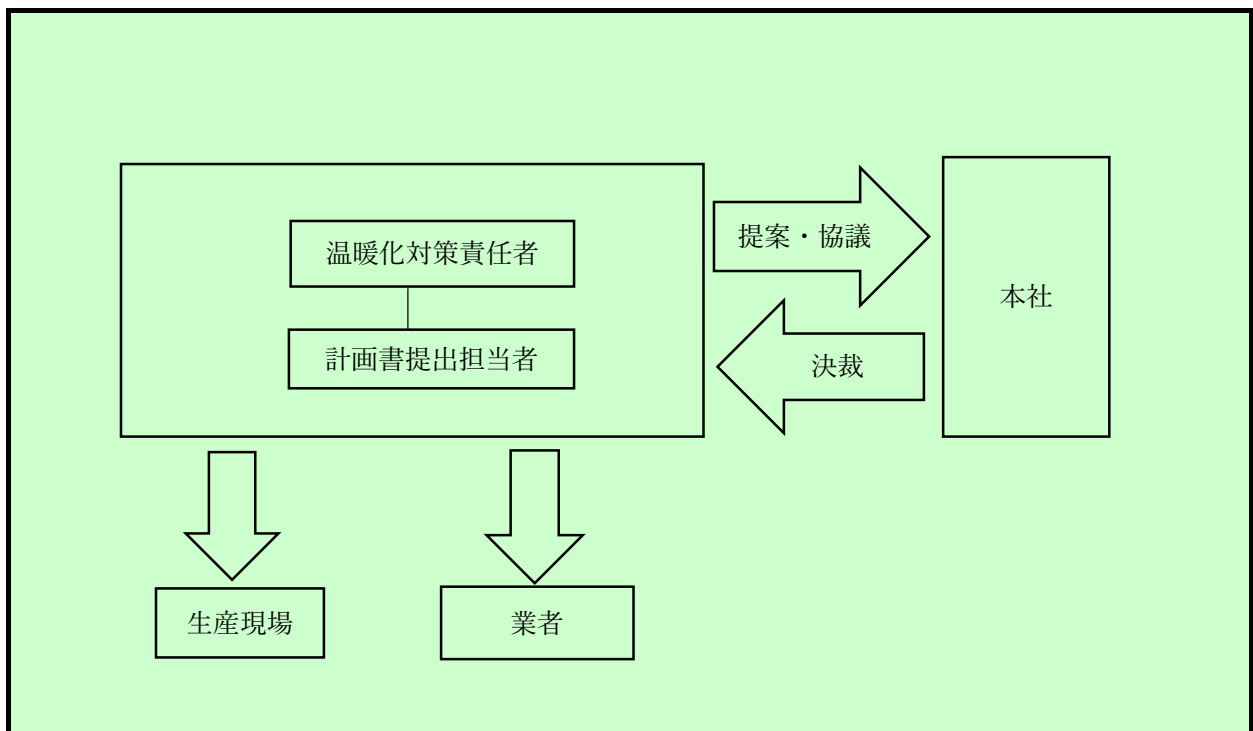 温暖化対策責任者
計画書提出担当者
提案・協議
決裁
本社
生産現場
業者